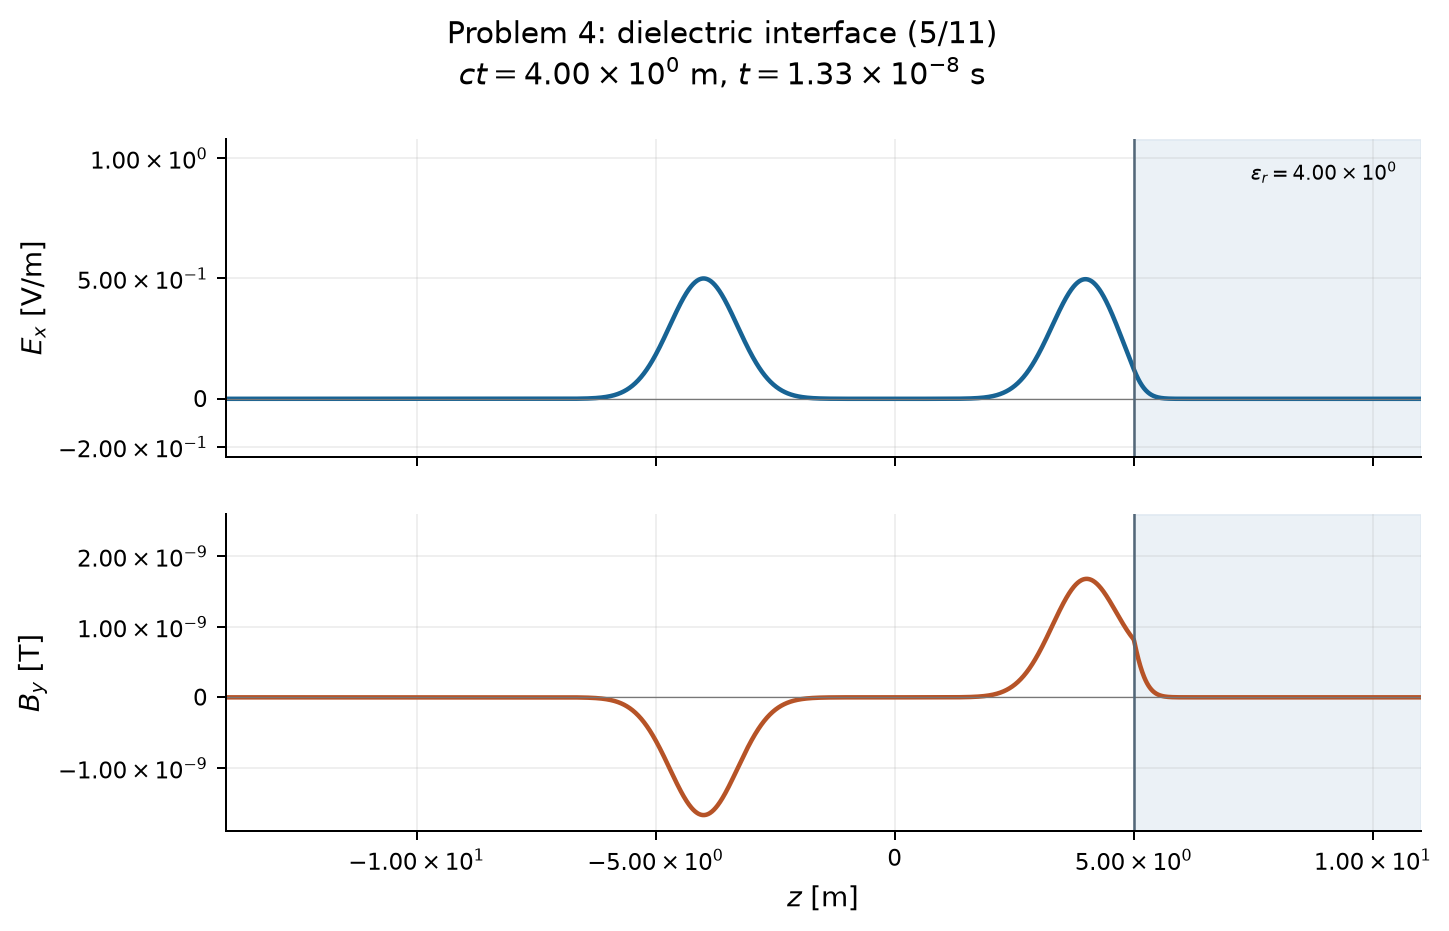 Problem 4: dielectric interface (5/11)
ct = 4.00 × 10⁰ m, t = 1.33 × 10⁻⁸ s
1.00 × 10⁰
5.00 × 10⁻¹
0
−2.00 × 10⁻¹
Eₓ [V/m]
εᵣ = 4.00 × 10⁰
2.00 × 10⁻⁹
1.00 × 10⁻⁹
0
−1.00 × 10⁻⁹
B_y [T]
−1.00 × 10¹
−5.00 × 10⁰
0
5.00 × 10⁰
1.00 × 10¹
z [m]